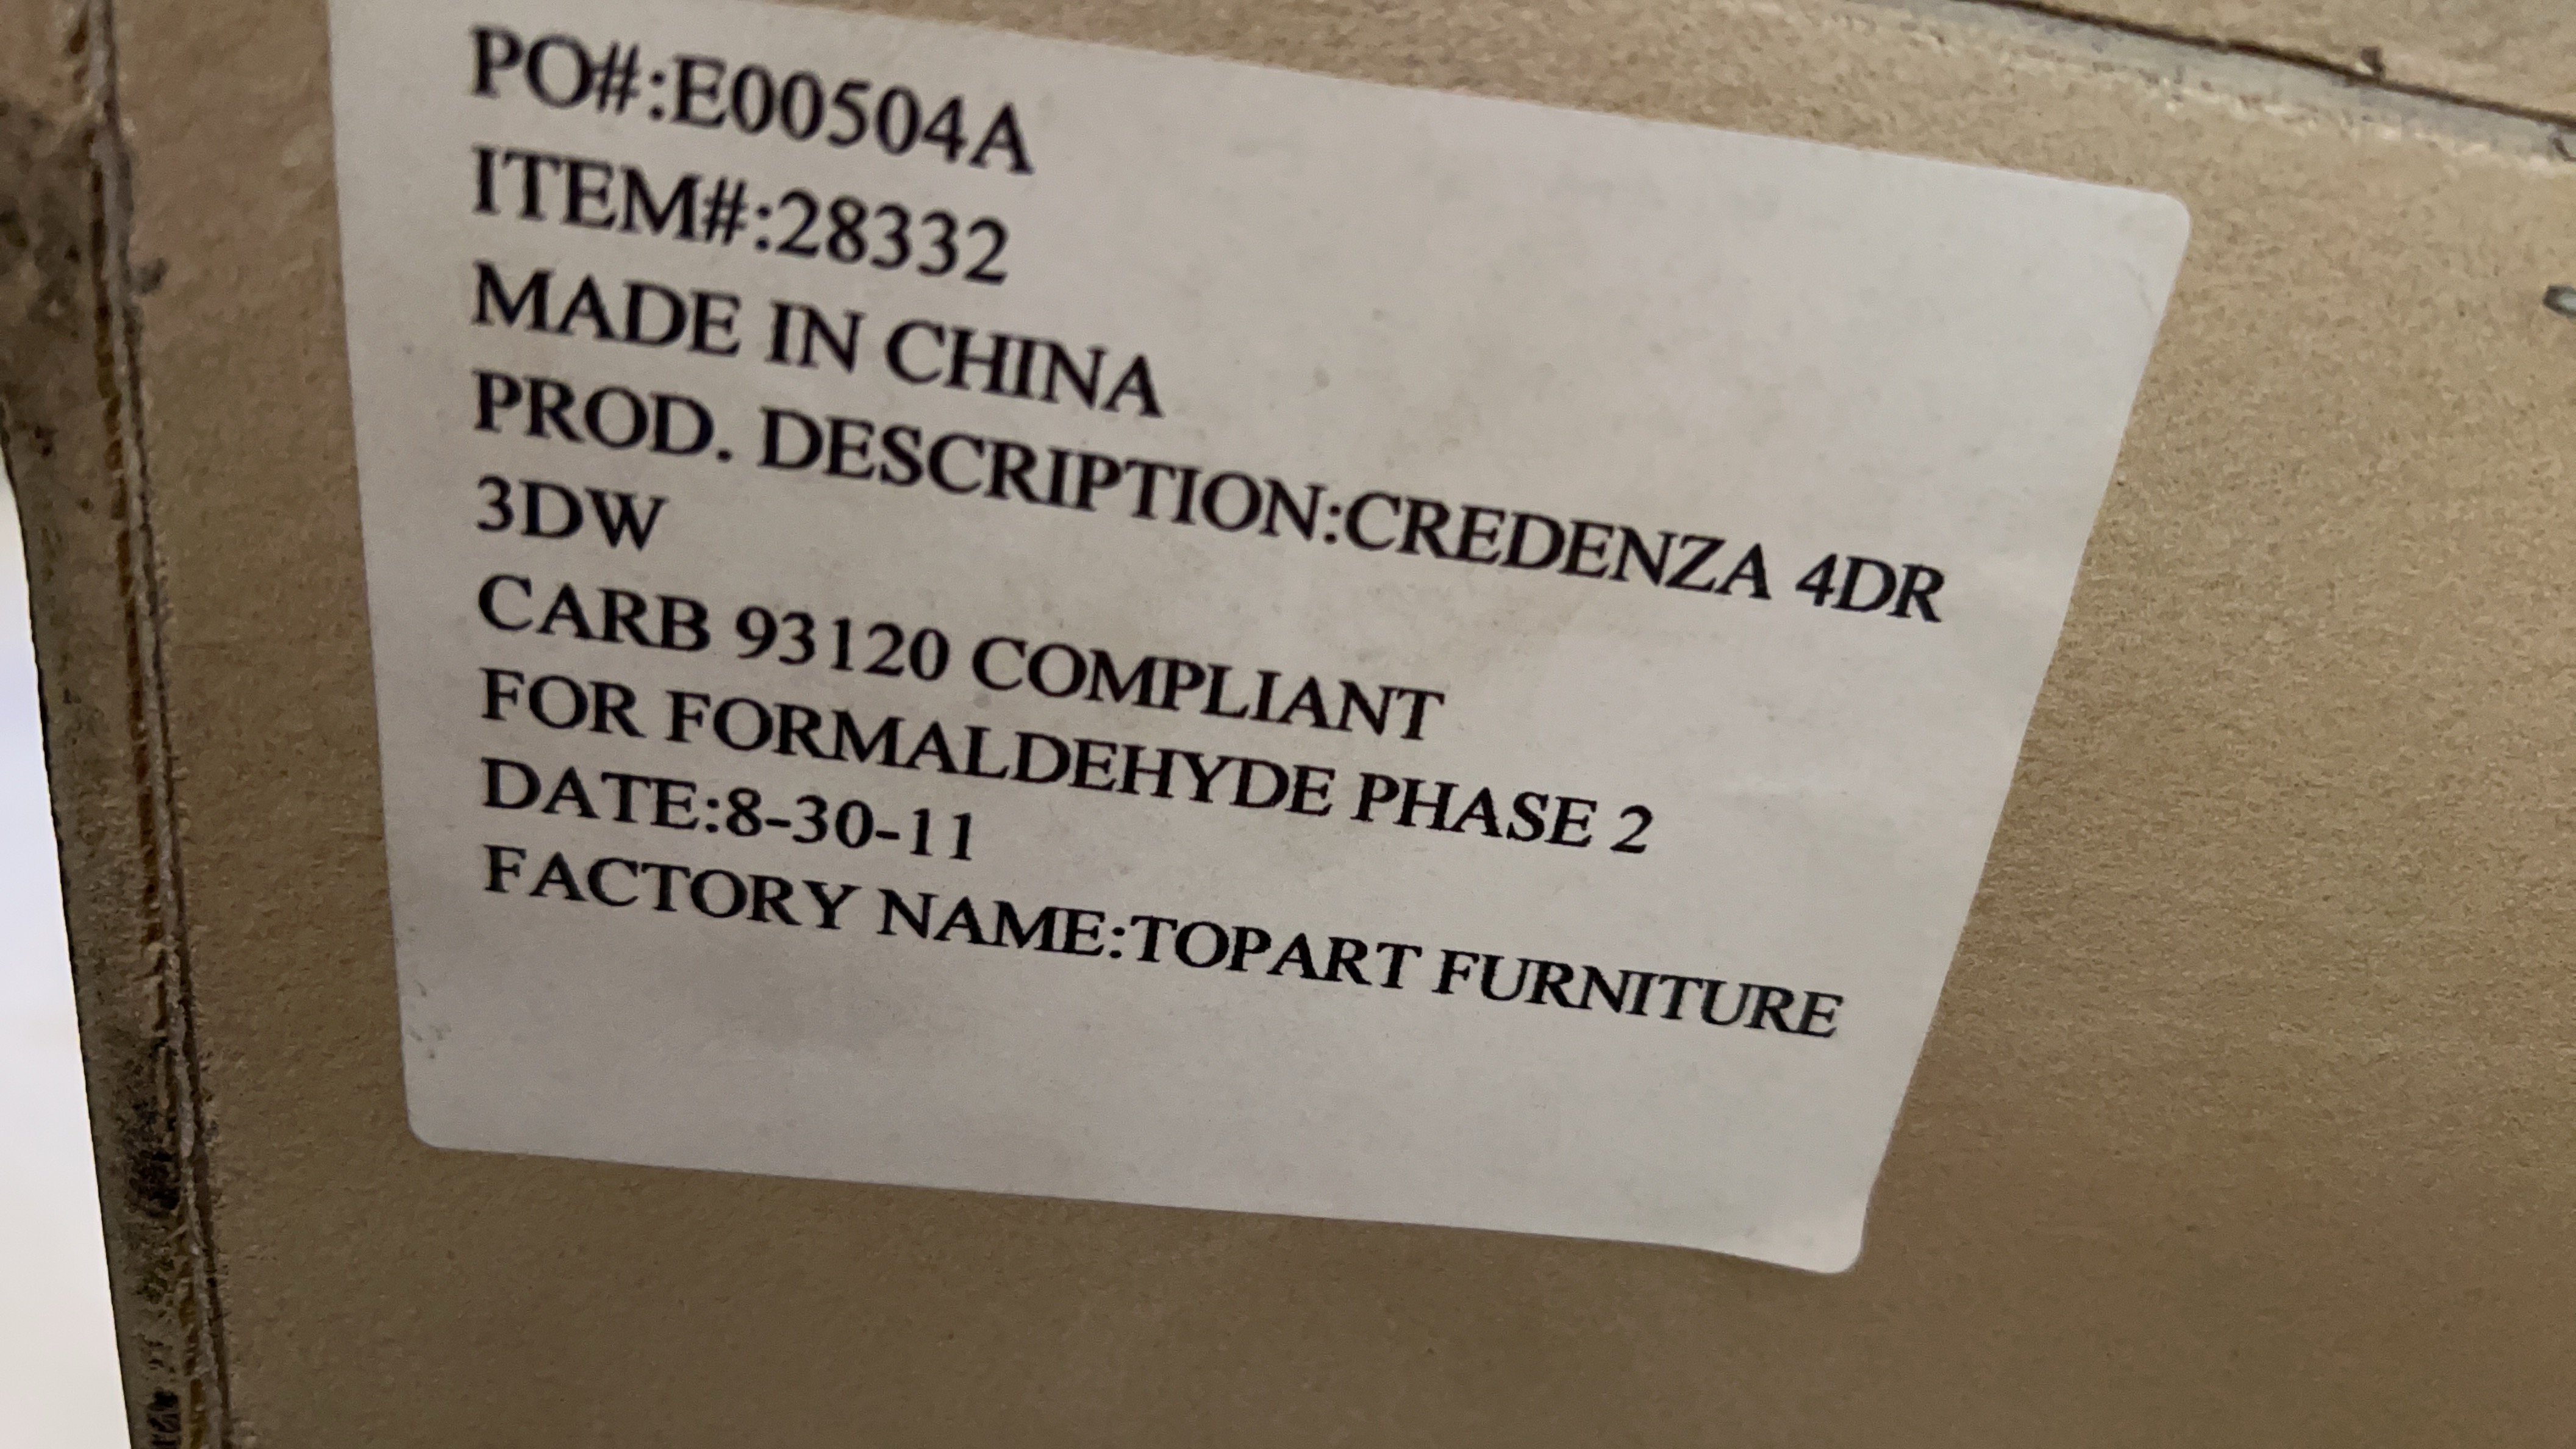 PO#:E00504A
ITEM#:28332
MADE IN CHINA
PROD. DESCRIPTION:CREDENZA 4DR
3DW
CARB 93120 COMPLIANT
FOR FORMALDEHYDE PHASE 2
DATE:8-30-11
FACTORY NAME:TOPART FURNITURE